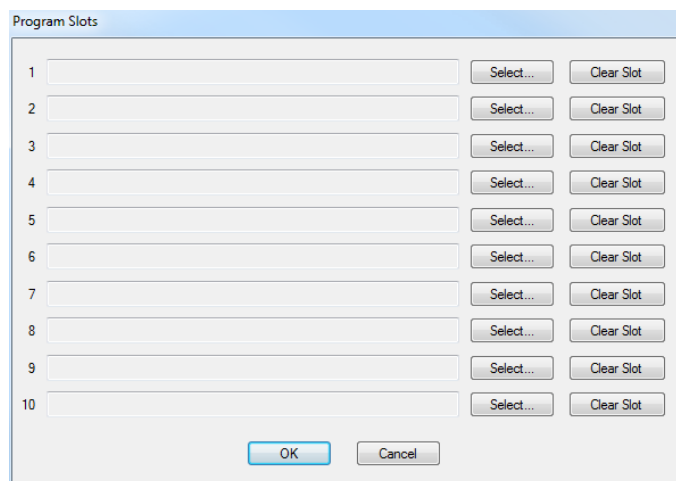 Program Slots
1 Select... Clear Slot
2 Select... Clear Slot
3 Select... Clear Slot
4 Select... Clear Slot
5 Select... Clear Slot
6 Select... Clear Slot
7 Select... Clear Slot
8 Select... Clear Slot
9 Select... Clear Slot
10 Select... Clear Slot
OK Cancel